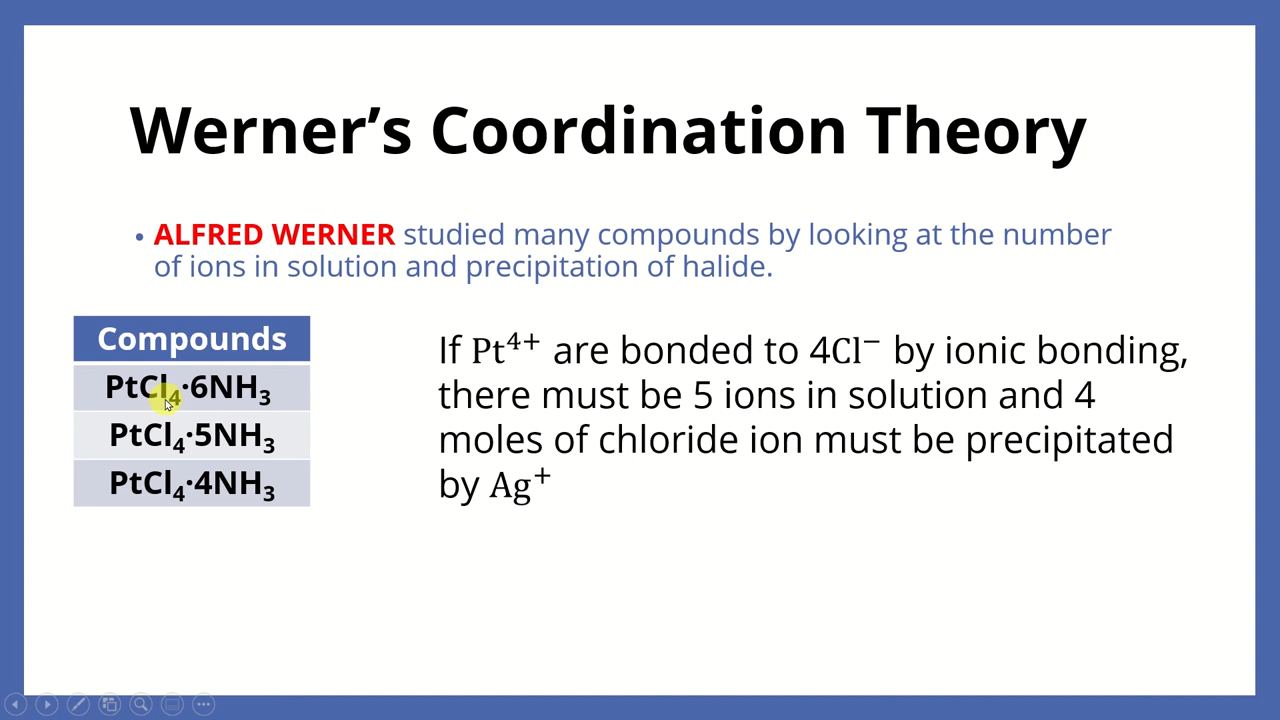 Werner’s Coordination Theory
• ALFRED WERNER studied many compounds by looking at the number
of ions in solution and precipitation of halide.
Compounds
PtCl₄·6NH₃
PtCl₄·5NH₃
PtCl₄·4NH₃
If Pt⁴⁺ are bonded to 4Cl⁻ by ionic bonding,
there must be 5 ions in solution and 4
moles of chloride ion must be precipitated
by Ag⁺